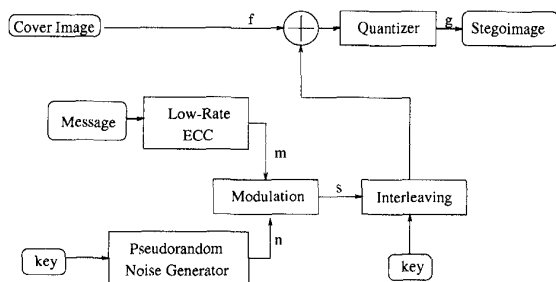 Cover Image
f
Quantizer
g
Stegoimage
Message
Low-Rate
ECC
m
Modulation
s
Interleaving
n
key
Pseudorandom
Noise Generator
key